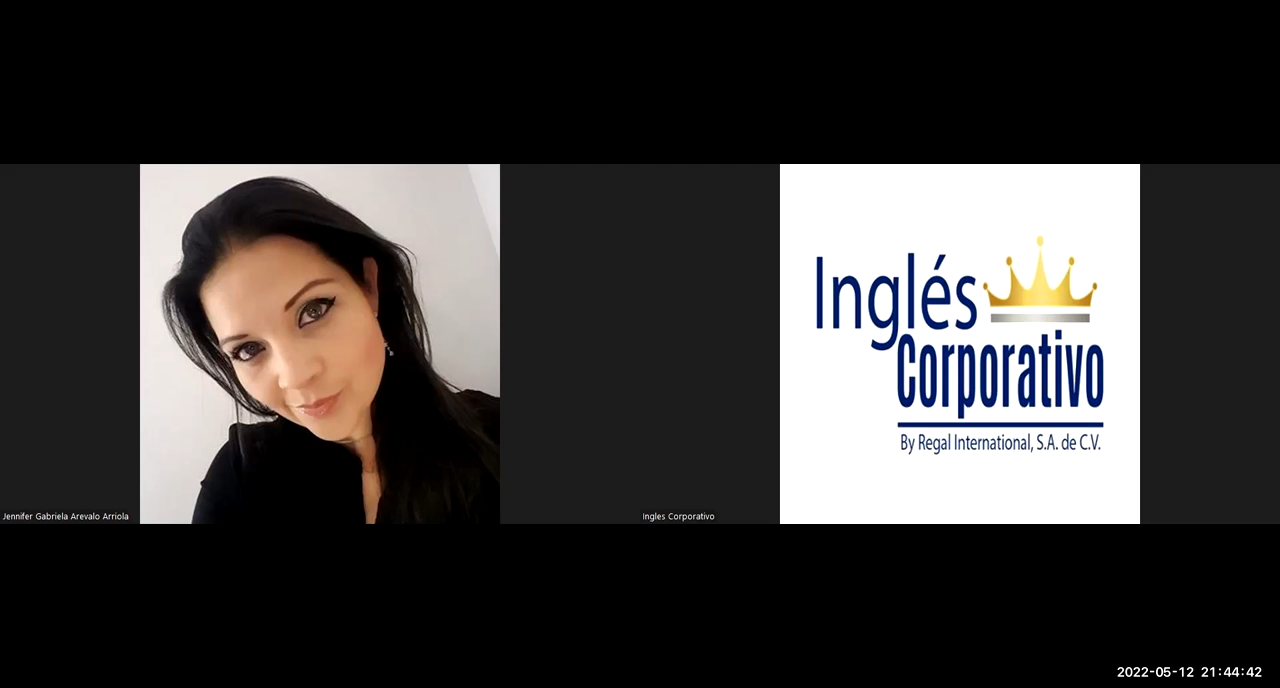 Inglés
Corporativo
By Regal International, S.A. de C.V.
Jennifer Gabriela Arevalo Arriola
Ingles Corporativo
2022-05-12 21:44:42